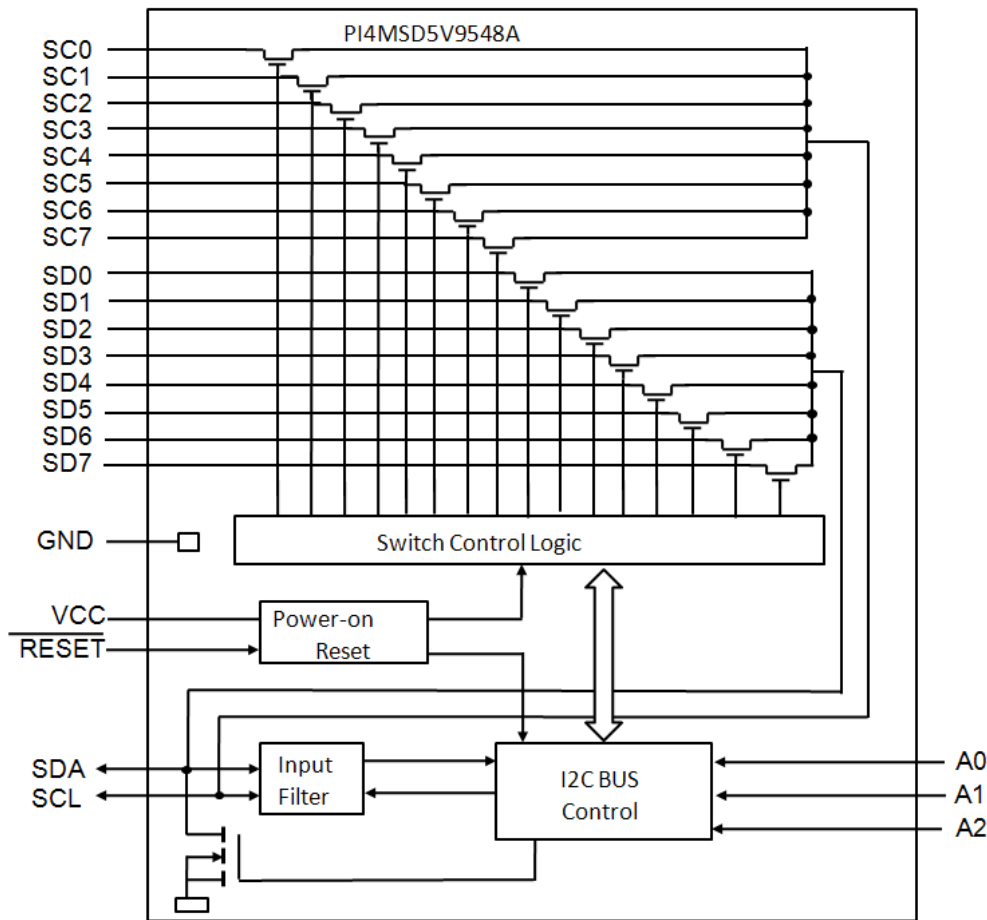 PI4MSD5V9548A
SC0
SC1
SC2
SC3
SC4
SC5
SC6
SC7
SD0
SD1
SD2
SD3
SD4
SD5
SD6
SD7
GND
Switch Control Logic
VCC
RESET
Power-on
Reset
SDA
SCL
Input
Filter
I2C BUS
Control
A0
A1
A2